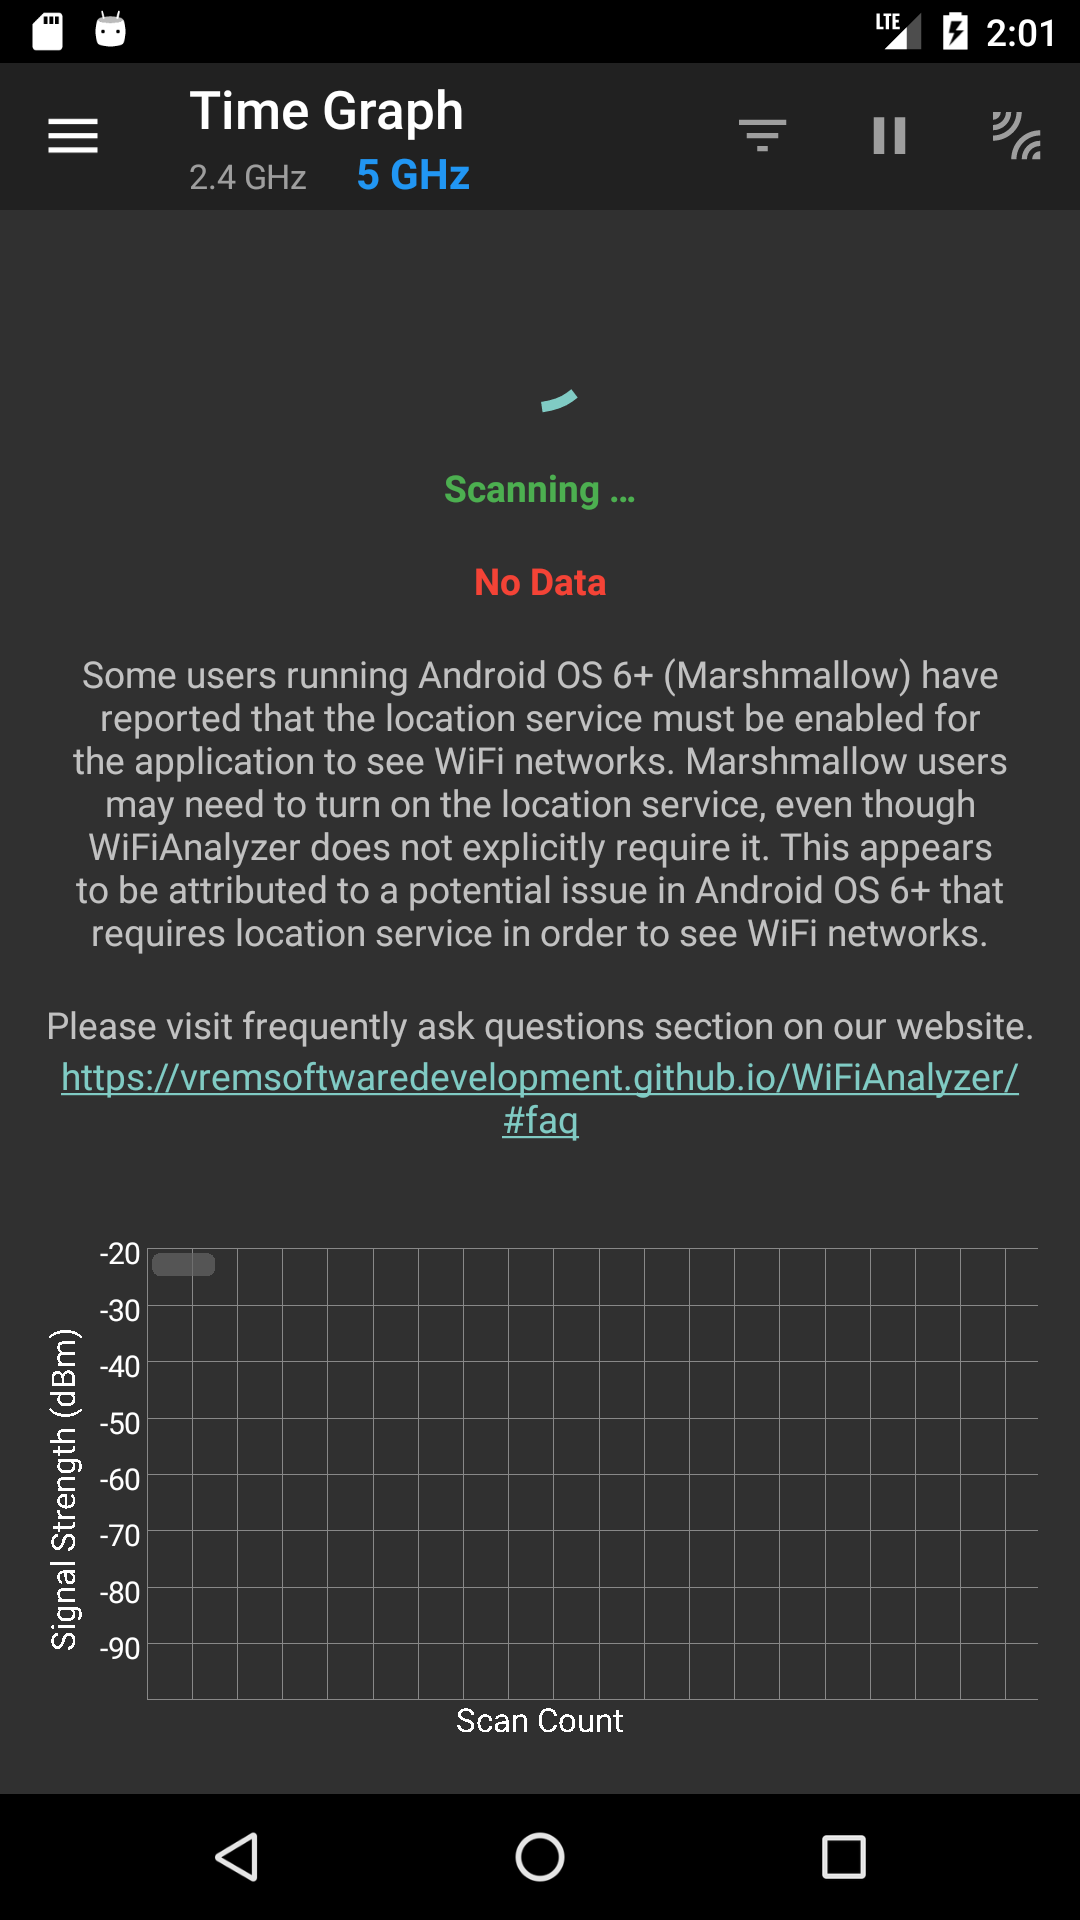 LTE 2:01
Time Graph
2.4 GHz 5 GHz
Scanning ...
No Data
Some users running Android OS 6+ (Marshmallow) have
reported that the location service must be enabled for
the application to see WiFi networks. Marshmallow users
may need to turn on the location service, even though
WiFiAnalyzer does not explicitly require it. This appears
to be attributed to a potential issue in Android OS 6+ that
requires location service in order to see WiFi networks.
Please visit frequently ask questions section on our website.
https://vremsoftwaredevelopment.github.io/WiFiAnalyzer/
#faq
-20
-30
-40
-50
-60
-70
-80
-90
Signal Strength (dBm)
Scan Count